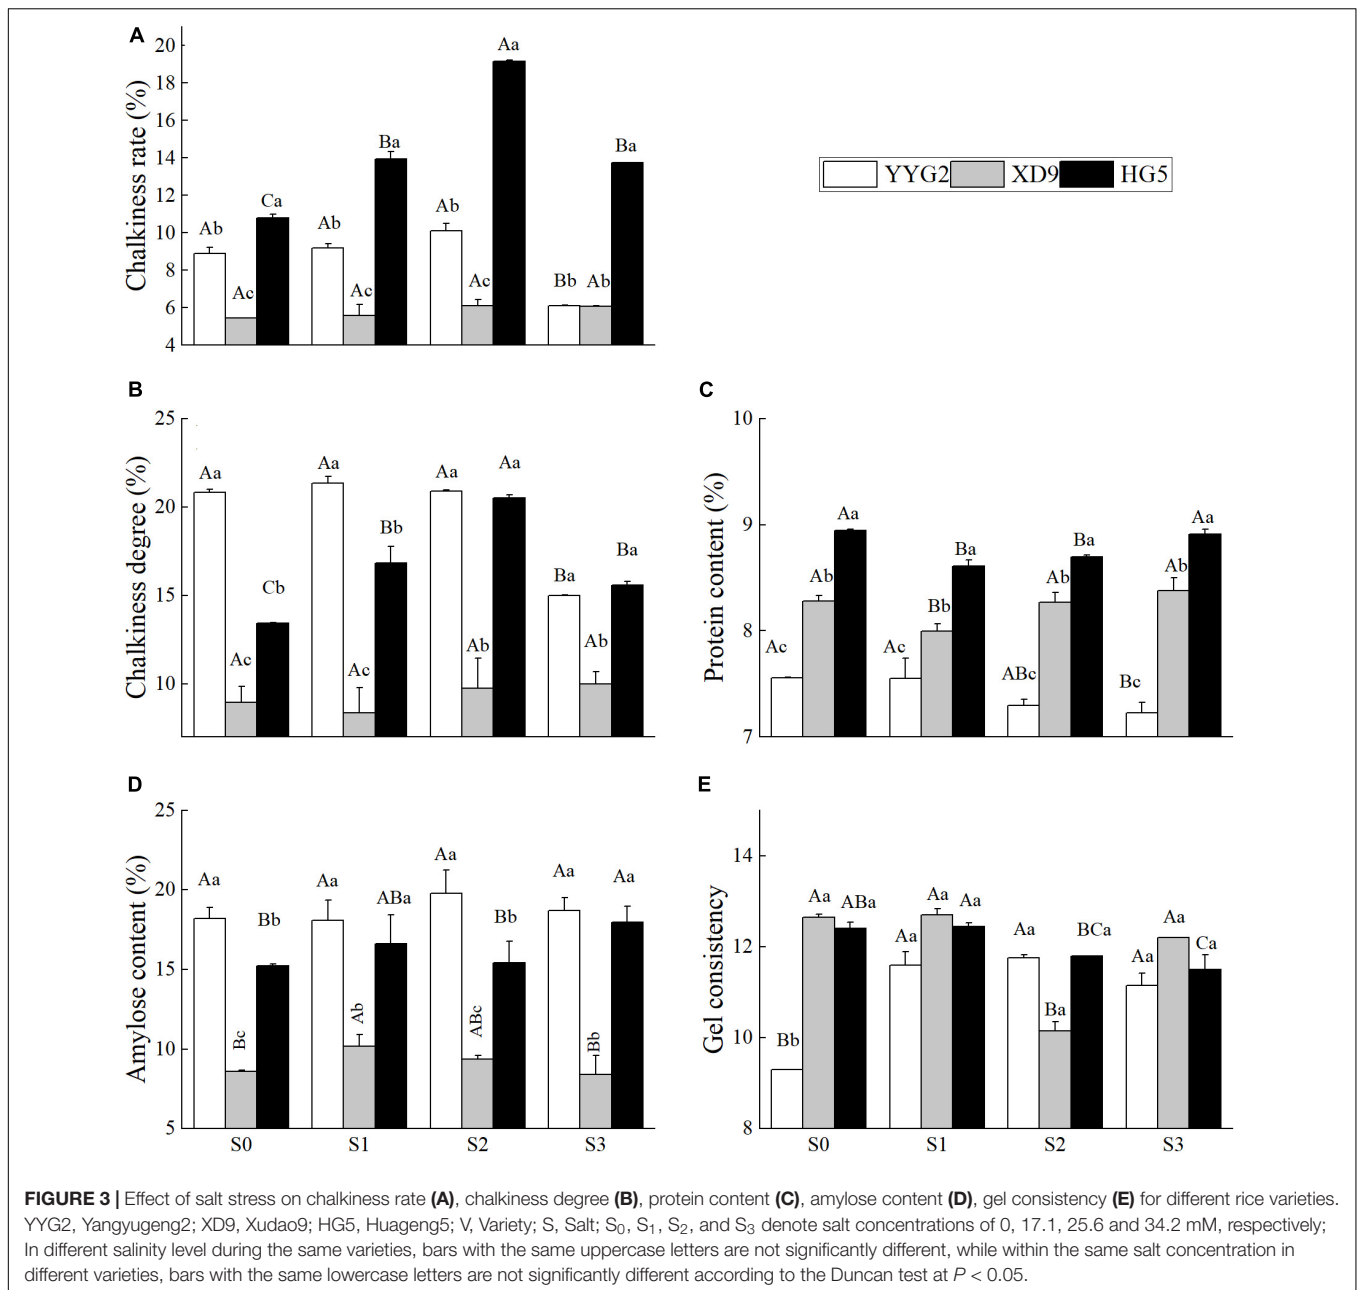 A
Chalkiness rate (%)
20
18
16
14
12
10
8
6
4
Ab Ac Ca
Ab Ac Ba
Ab Ac Aa
Bb Ab Ba
YYG2 XD9 HG5
B
Chalkiness degree (%)
25
20
15
10
Aa Ac Cb
Aa Ac Bb
Aa Ab Aa
Ba Ab Ba
C
Protein content (%)
10
9
8
7
Ac Ab Aa
Ac Bb Ba
ABc Ab Ba
Bc Ab Aa
D
Amylose content (%)
25
20
15
10
5
Aa Bc Bb
Aa Ab ABa
Aa ABc Bb
Aa Bb Aa
S0 S1 S2 S3
E
Gel consistency
14
12
10
8
Bb Aa ABa
Aa Aa Aa
Aa Ba BCa
Aa Aa Ca
S0 S1 S2 S3
FIGURE 3 | Effect of salt stress on chalkiness rate (A), chalkiness degree (B), protein content (C), amylose content (D), gel consistency (E) for different rice varieties.
YYG2, Yangyugeng2; XD9, Xudao9; HG5, Huageng5; V, Variety; S, Salt; S0, S1, S2, and S3 denote salt concentrations of 0, 17.1, 25.6 and 34.2 mM, respectively;
In different salinity level during the same varieties, bars with the same uppercase letters are not significantly different, while within the same salt concentration in
different varieties, bars with the same lowercase letters are not significantly different according to the Duncan test at P < 0.05.